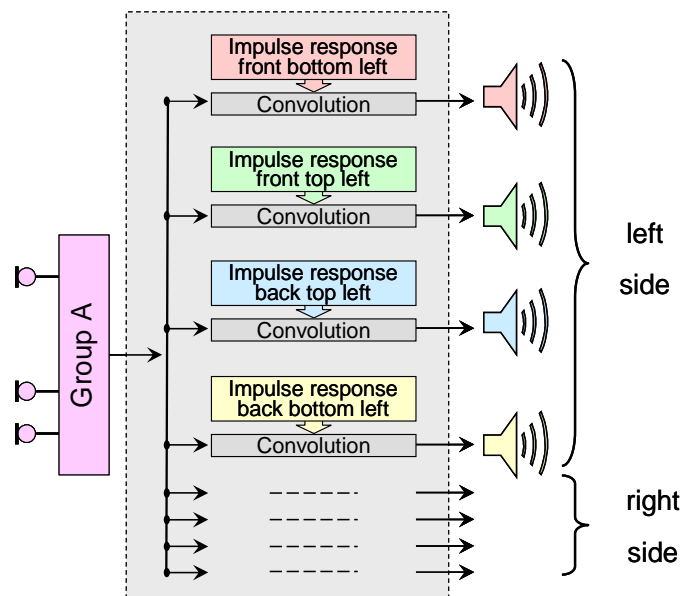 Impulse response
front bottom left
Convolution
Impulse response
front top left
Convolution
Impulse response
back top left
Convolution
Impulse response
back bottom left
Convolution
Group A
left
side
right
side